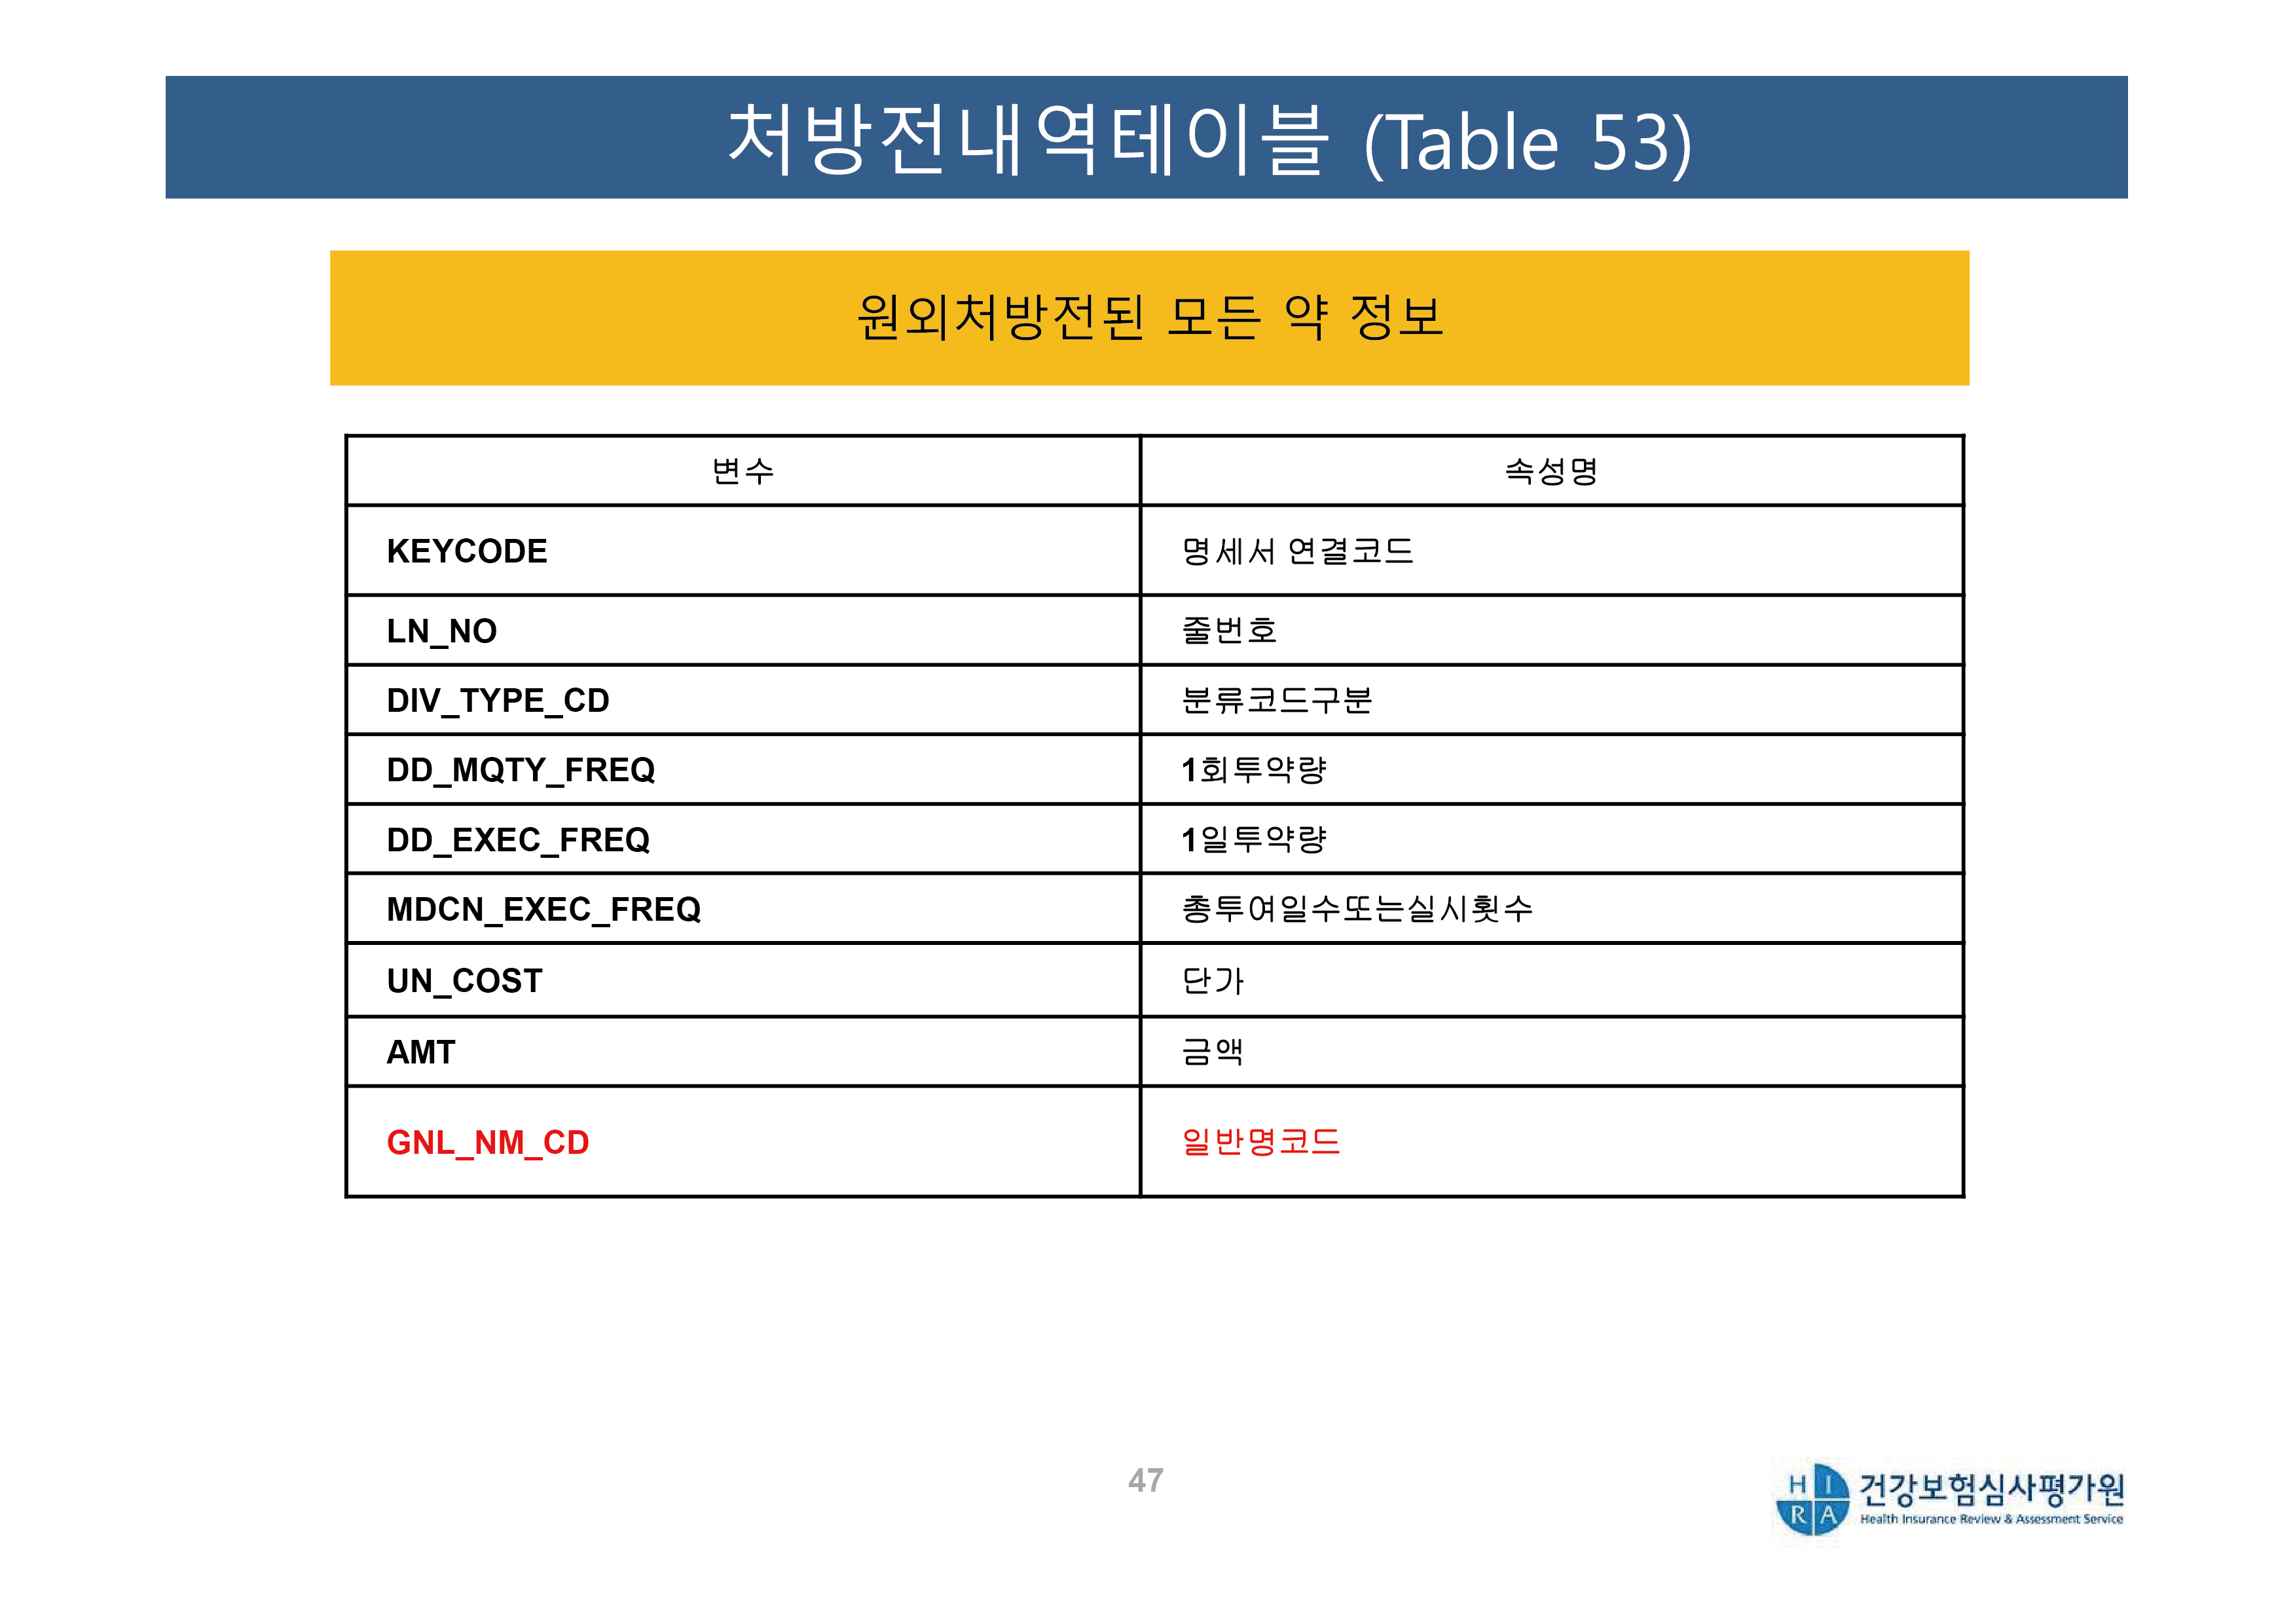 처방전내역테이블 (Table 53)
원외처방전된 모든 약 정보
변수 속성명
KEYCODE 명세서 연결코드
LN_NO 줄번호
DIV_TYPE_CD 분류코드구분
DD_MQTY_FREQ 1회투약량
DD_EXEC_FREQ 1일투약량
MDCN_EXEC_FREQ 총투여일수또는실시횟수
UN_COST 단가
AMT 금액
GNL_NM_CD 일반명코드
47
H I R A 건강보험심사평가원
Health Insurance Review & Assessment Service